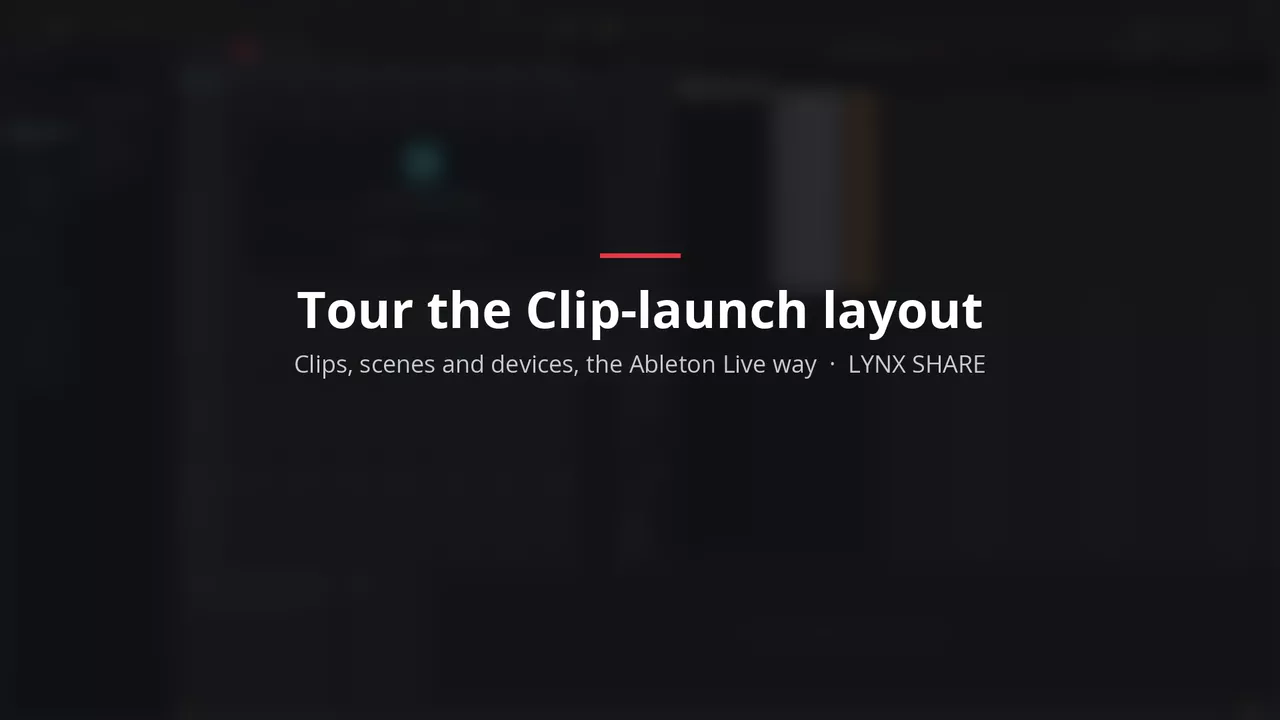 Tour the Clip-launch layout
Clips, scenes and devices, the Ableton Live way · LYNX SHARE